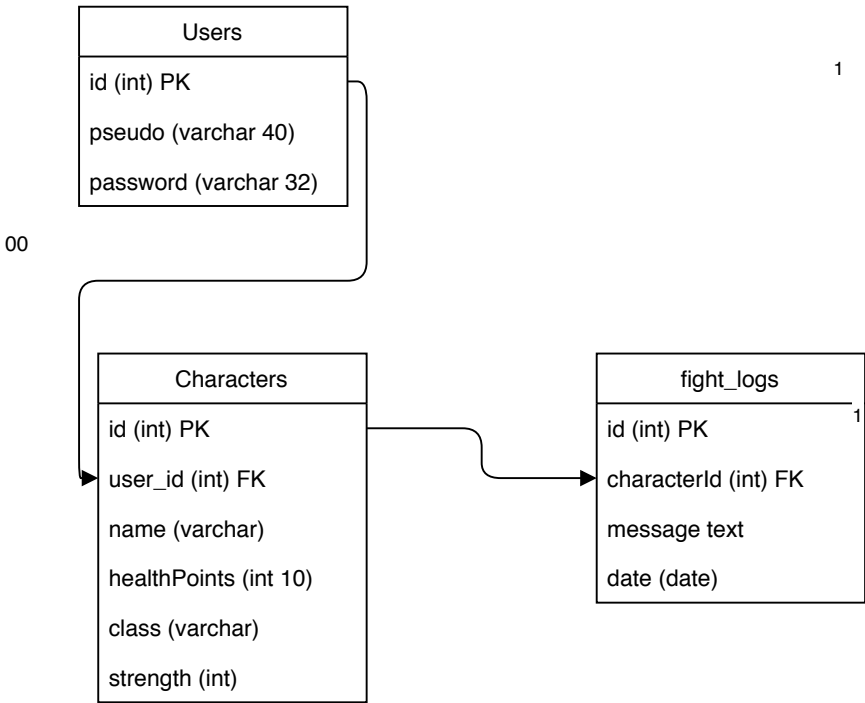 Users
id (int) PK
pseudo (varchar 40)
password (varchar 32)
1
00
Characters
id (int) PK
user_id (int) FK
name (varchar)
healthPoints (int 10)
class (varchar)
strength (int)
fight_logs
1
id (int) PK
characterId (int) FK
message text
date (date)